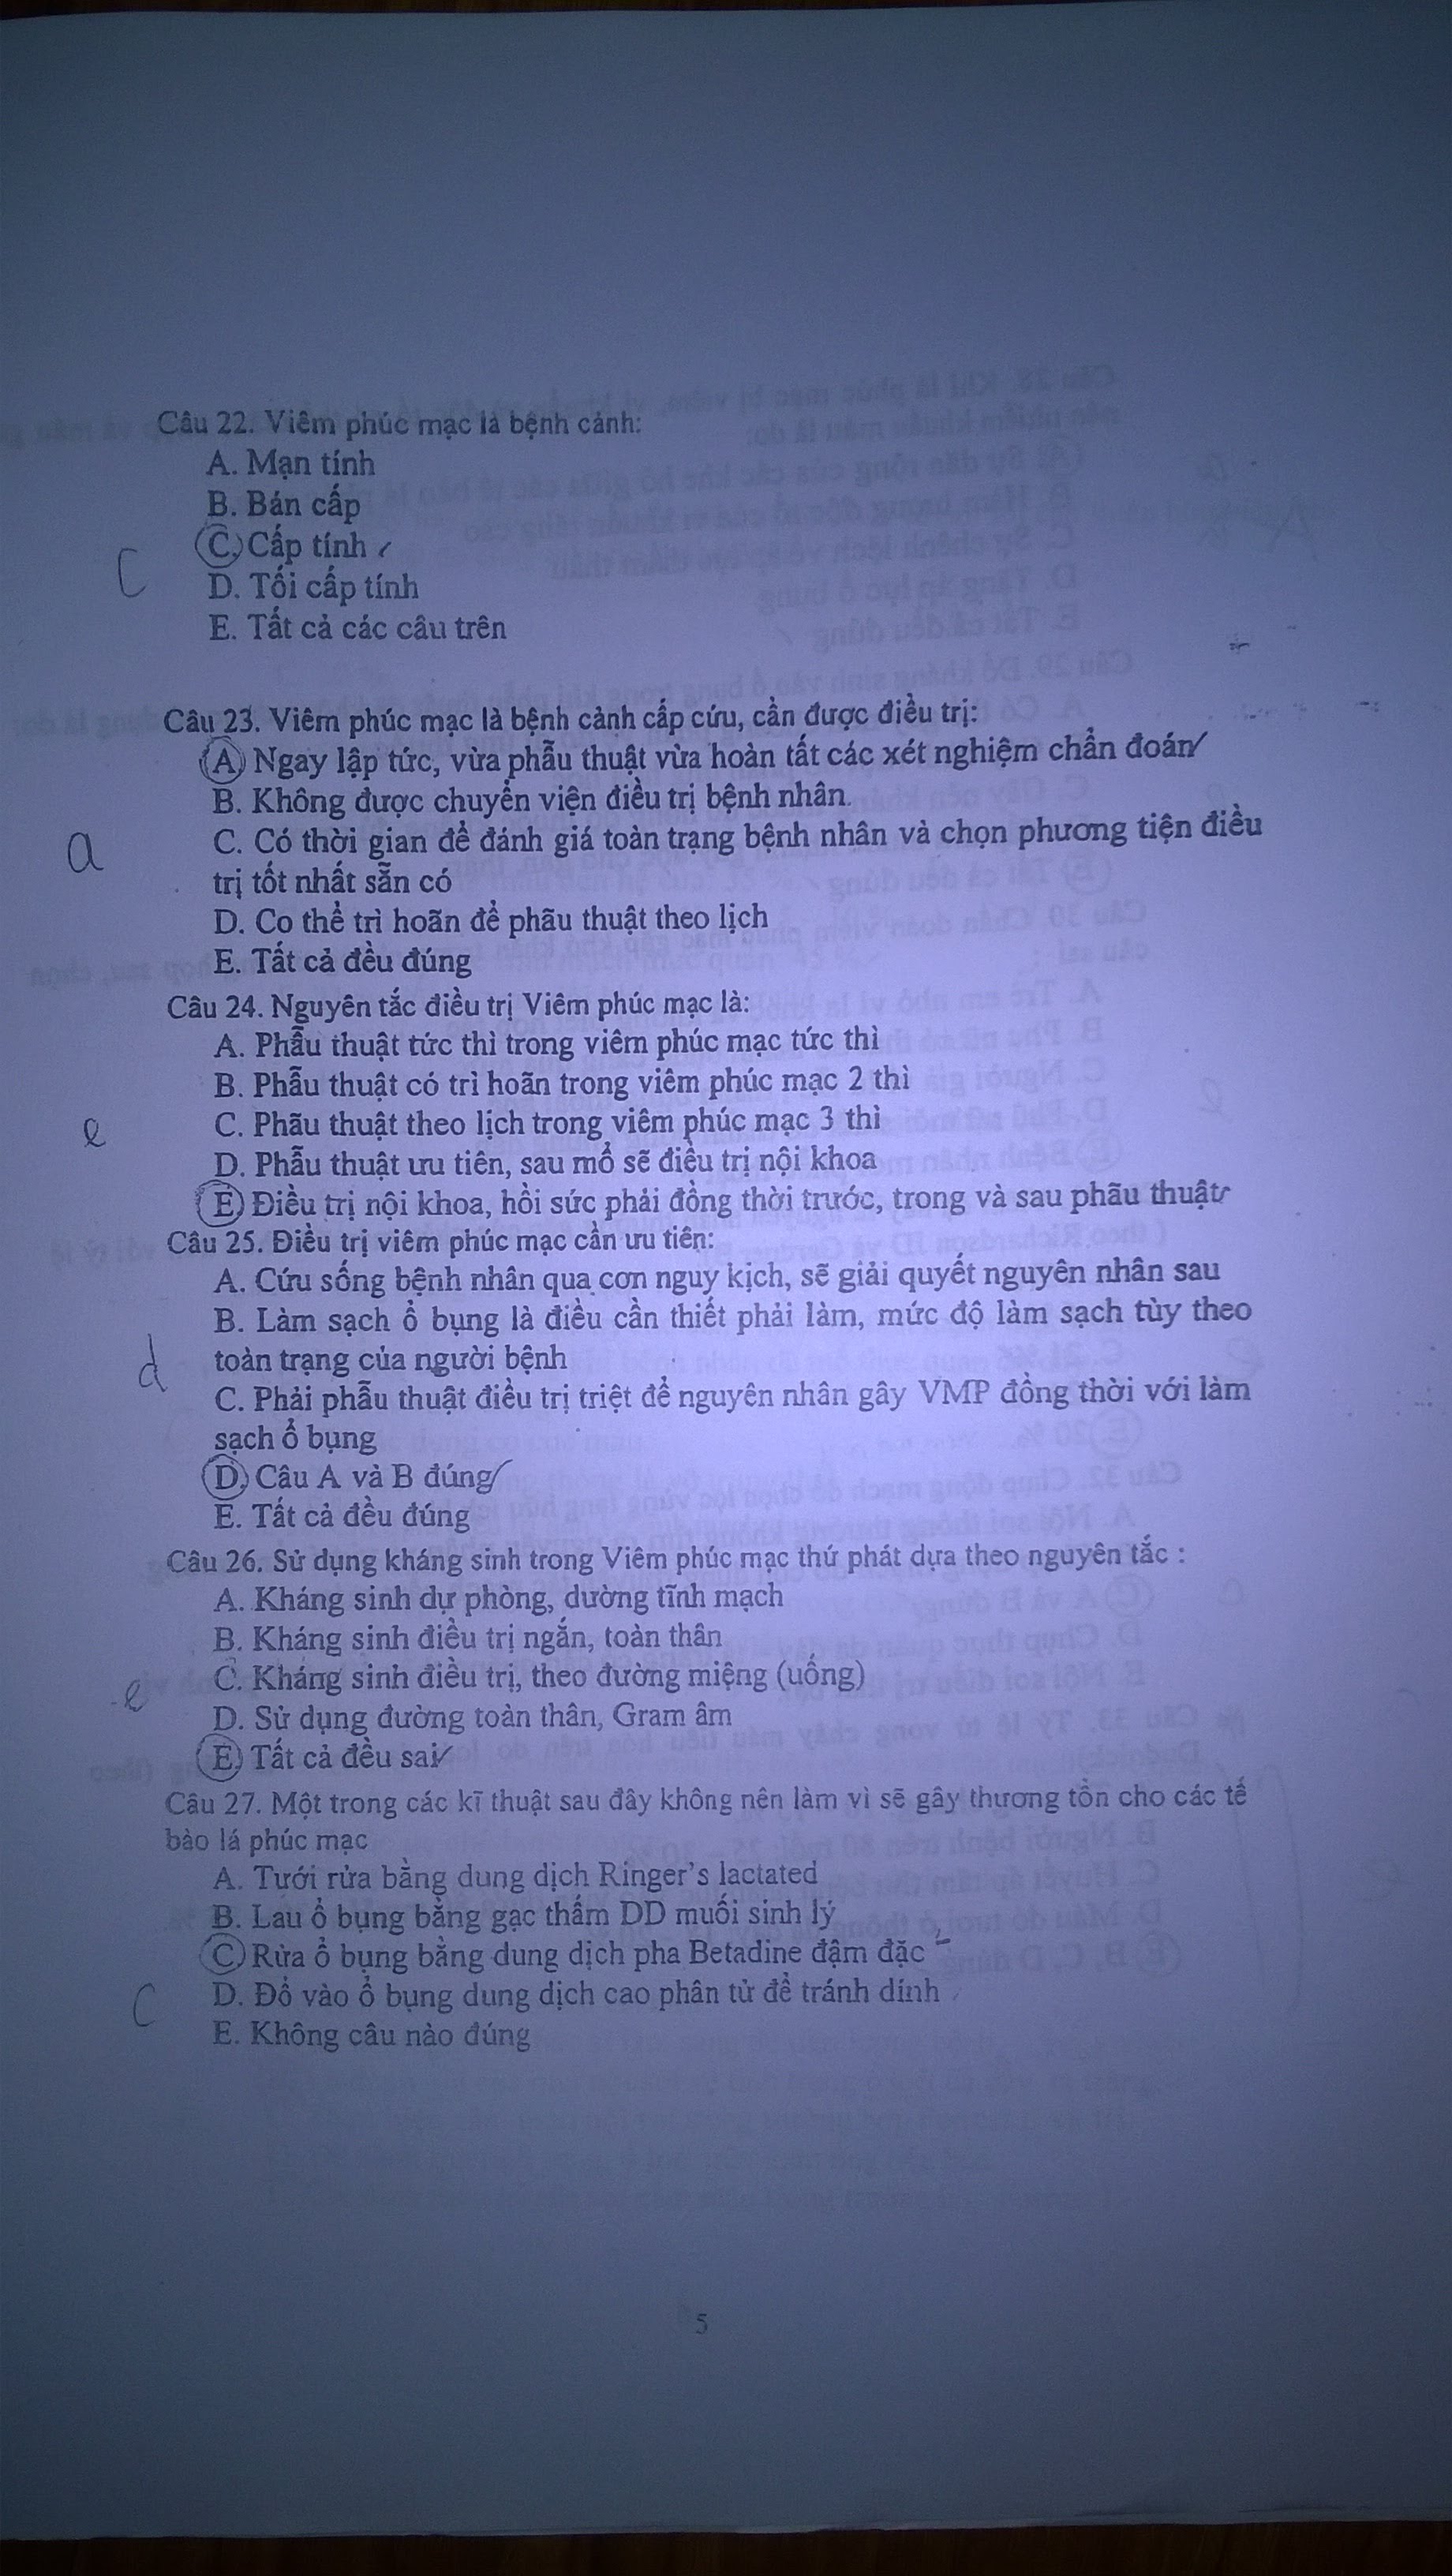 Câu 22. Viêm phúc mạc là bệnh cảnh:
A. Mạn tính
B. Bán cấp
C. Cấp tính
C
D. Tối cấp tính
E. Tất cả các câu trên
Câu 23. Viêm phúc mạc là bệnh cảnh cấp cứu, cần được điều trị:
A. Ngay lập tức, vừa phẫu thuật vừa hoàn tất các xét nghiệm chẩn đoán
B. Không được chuyển viện điều trị bệnh nhân.
a
C. Có thời gian để đánh giá toàn trạng bệnh nhân và chọn phương tiện điều
trị tốt nhất sẵn có
D. Co thể trì hoãn để phãu thuật theo lịch
E. Tất cả đều đúng
Câu 24. Nguyên tắc điều trị Viêm phúc mạc là:
A. Phẫu thuật tức thì trong viêm phúc mạc tức thì
B. Phẫu thuật có trì hoãn trong viêm phúc mạc 2 thì
e
C. Phãu thuật theo lịch trong viêm phúc mạc 3 thì
D. Phẫu thuật ưu tiên, sau mổ sẽ điều trị nội khoa
E Điều trị nội khoa, hồi sức phải đồng thời trước, trong và sau phãu thuật
Câu 25. Điều trị viêm phúc mạc cần ưu tiên:
A. Cứu sống bệnh nhân qua cơn nguy kịch, sẽ giải quyết nguyên nhân sau
B. Làm sạch ổ bụng là điều cần thiết phải làm, mức độ làm sạch tùy theo
d
toàn trạng của người bệnh
C. Phải phẫu thuật điều trị triệt để nguyên nhân gây VMP đồng thời với làm
sạch ổ bụng
D. Câu A và B đúng
E. Tất cả đều đúng
Câu 26. Sử dụng kháng sinh trong Viêm phúc mạc thứ phát dựa theo nguyên tắc :
A. Kháng sinh dự phòng, dường tĩnh mạch
B. Kháng sinh điều trị ngắn, toàn thân
e
C. Kháng sinh điều trị, theo đường miệng (uống)
D. Sử dụng đường toàn thân, Gram âm
E. Tất cả đều sai
Câu 27. Một trong các kĩ thuật sau đây không nên làm vì sẽ gây thương tổn cho các tế
bào lá phúc mạc
A. Tưới rửa bằng dung dịch Ringer's lactated
B. Lau ổ bụng bằng gạc thấm DD muối sinh lý
C Rửa ổ bụng bằng dung dịch pha Betadine đậm đặc
C
D. Đổ vào ổ bụng dung dịch cao phân tử để tránh dính
E. Không câu nào đúng
5